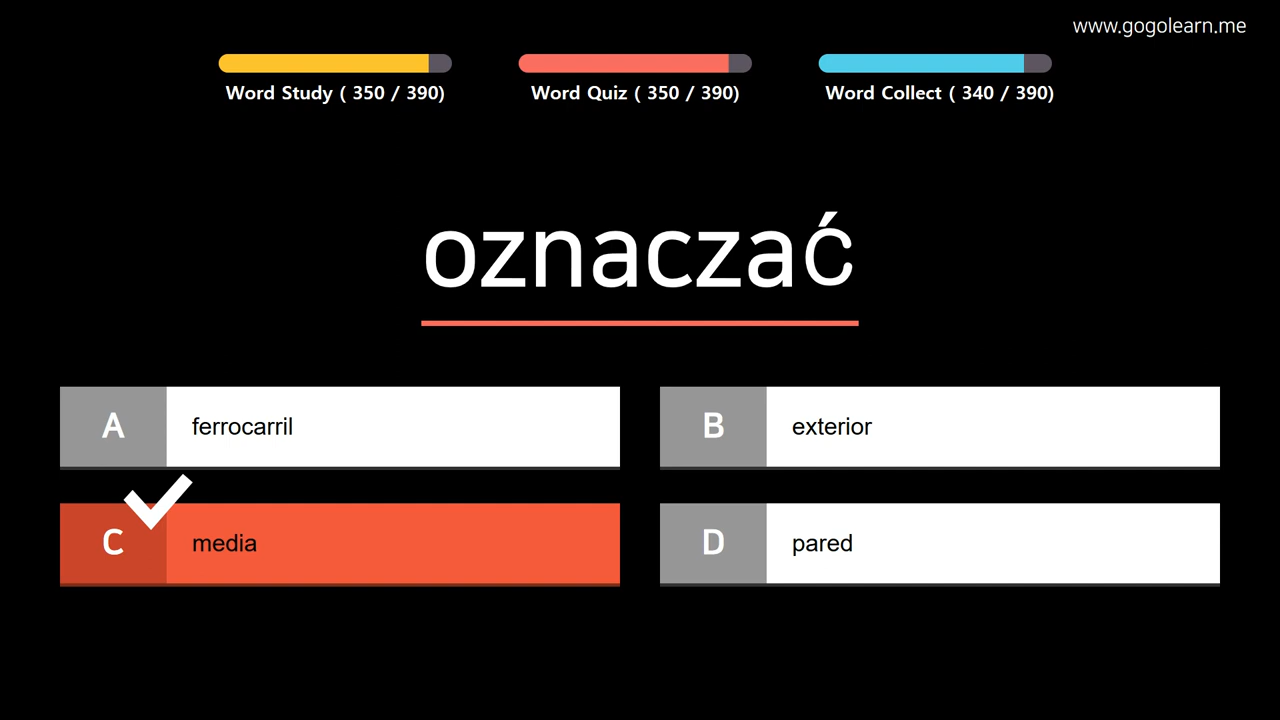 www.gogolearn.me
Word Study ( 350 / 390)
Word Quiz ( 350 / 390)
Word Collect ( 340 / 390)
oznaczać
A ferrocarril
B exterior
C media
D pared